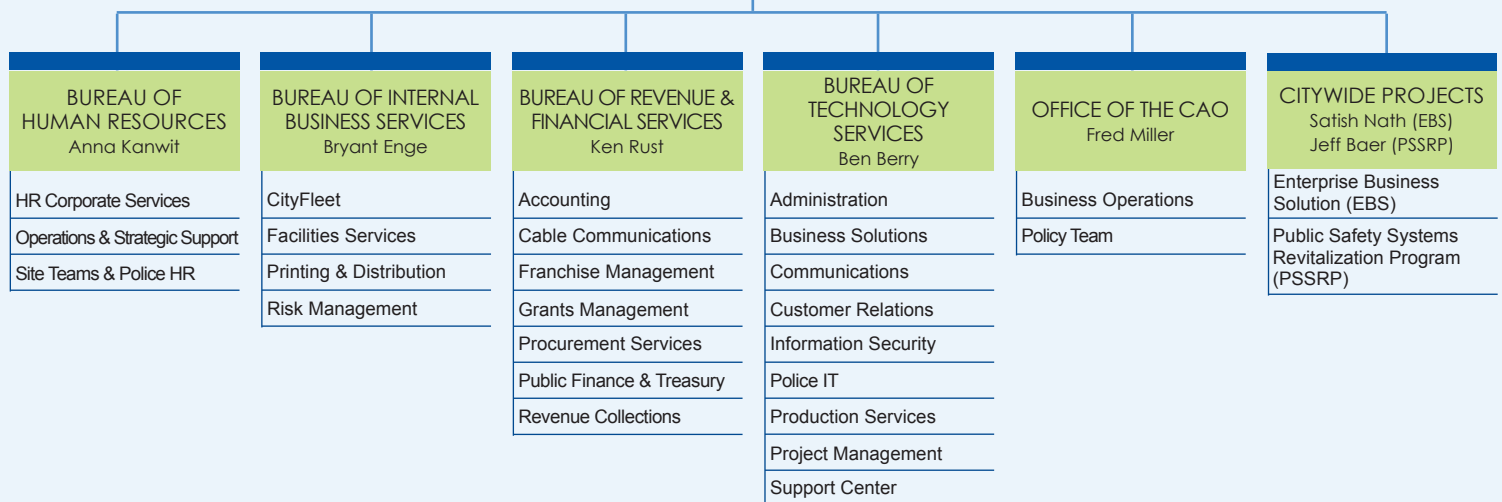 BUREAU OF
HUMAN RESOURCES
Anna Kanwit
HR Corporate Services
Operations & Strategic Support
Site Teams & Police HR
BUREAU OF INTERNAL
BUSINESS SERVICES
Bryant Enge
CityFleet
Facilities Services
Printing & Distribution
Risk Management
BUREAU OF REVENUE &
FINANCIAL SERVICES
Ken Rust
Accounting
Cable Communications
Franchise Management
Grants Management
Procurement Services
Public Finance & Treasury
Revenue Collections
BUREAU OF
TECHNOLOGY
SERVICES
Ben Berry
Administration
Business Solutions
Communications
Customer Relations
Information Security
Police IT
Production Services
Project Management
Support Center
OFFICE OF THE CAO
Fred Miller
Business Operations
Policy Team
CITYWIDE PROJECTS
Satish Nath (EBS)
Jeff Baer (PSSRP)
Enterprise Business
Solution (EBS)
Public Safety Systems
Revitalization Program
(PSSRP)